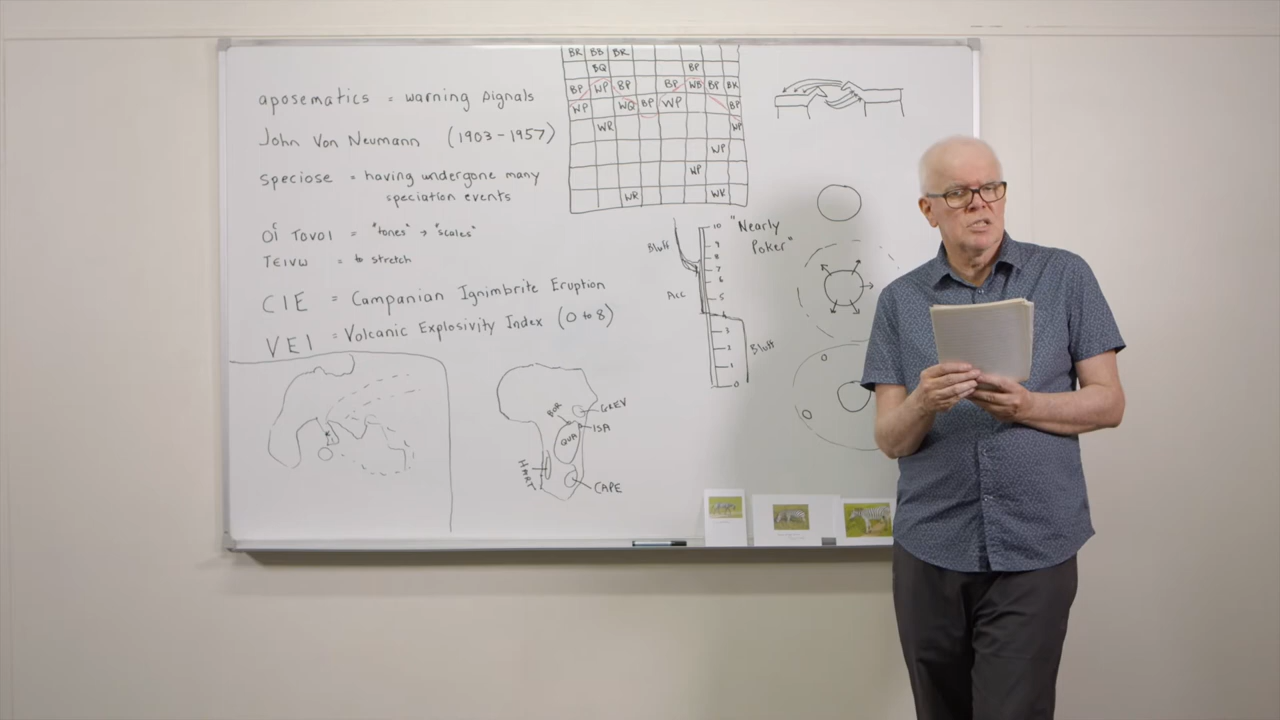 aposematics = warning signals
John Von Neumann (1903 - 1957)
speciose = having undergone many
speciation events
Οἱ Τόνοι = "tones" → "scales"
Τείνω = to stretch
CIE = Campanian Ignimbrite Eruption
VEI = Volcanic Explosivity Index (0 to 8)
BR BB BR
BQ BP
BP WP BP BP WB BP BK
WP WQ BP WP BP
WR WP
WP
WP
WR WK
"Nearly
Poker"
Bluff
Acc
Bluff
10
9
8
7
6
5
4
3
2
1
0
BOR
GREV
ISA
QUA
HART
CAPE